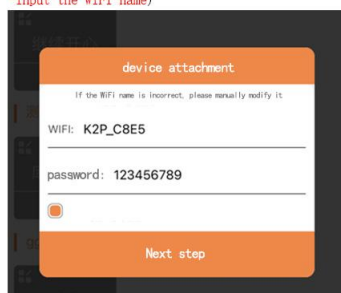 input the WiFi name)
device attachment
If the WiFi name is incorrect, please manually modify it
WIFI: K2P_C8E5
password: 123456789
Next step